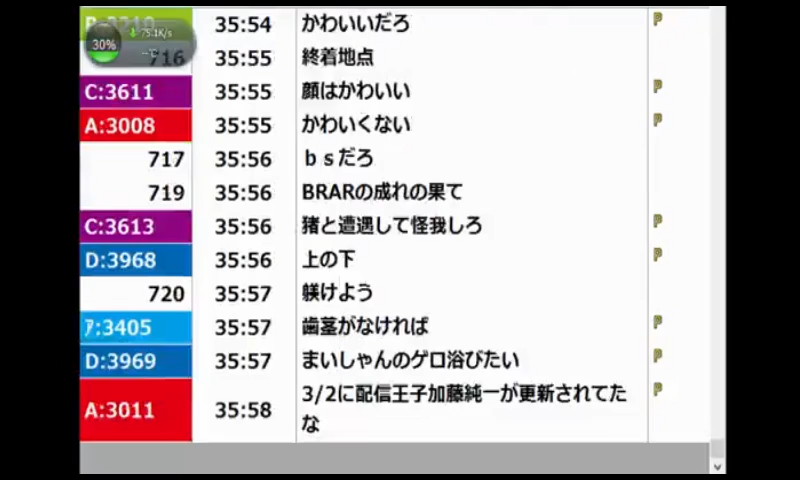 35:54 かわいいだろ P
30% 75.1K/s
716 35:55 終着地点
C:3611 35:55 顔はかわいい P
A:3008 35:55 かわいくない P
717 35:56 ｂｓだろ
719 35:56 BRARの成れの果て
C:3613 35:56 猪と遭遇して怪我しろ P
D:3968 35:56 上の下 P
720 35:57 躾けよう
ｱ:3405 35:57 歯茎がなければ P
D:3969 35:57 まいしゃんのゲロ浴びたい P
A:3011 35:58 3/2に配信王子加藤純一が更新されてた P
な